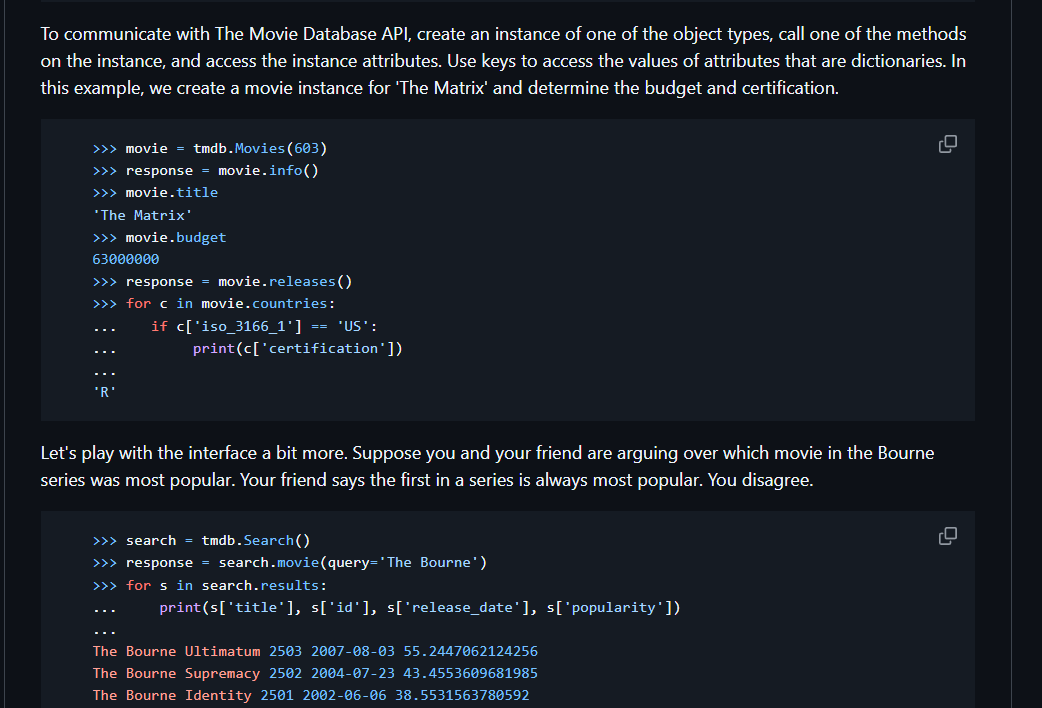 To communicate with The Movie Database API, create an instance of one of the object types, call one of the methods
on the instance, and access the instance attributes. Use keys to access the values of attributes that are dictionaries. In
this example, we create a movie instance for 'The Matrix' and determine the budget and certification.
>>> movie = tmdb.Movies(603)
>>> response = movie.info()
>>> movie.title
'The Matrix'
>>> movie.budget
63000000
>>> response = movie.releases()
>>> for c in movie.countries:
...    if c['iso_3166_1'] == 'US':
...         print(c['certification'])
...
'R'
Let's play with the interface a bit more. Suppose you and your friend are arguing over which movie in the Bourne
series was most popular. Your friend says the first in a series is always most popular. You disagree.
>>> search = tmdb.Search()
>>> response = search.movie(query='The Bourne')
>>> for s in search.results:
...     print(s['title'], s['id'], s['release_date'], s['popularity'])
...
The Bourne Ultimatum 2503 2007-08-03 55.2447062124256
The Bourne Supremacy 2502 2004-07-23 43.4553609681985
The Bourne Identity 2501 2002-06-06 38.5531563780592